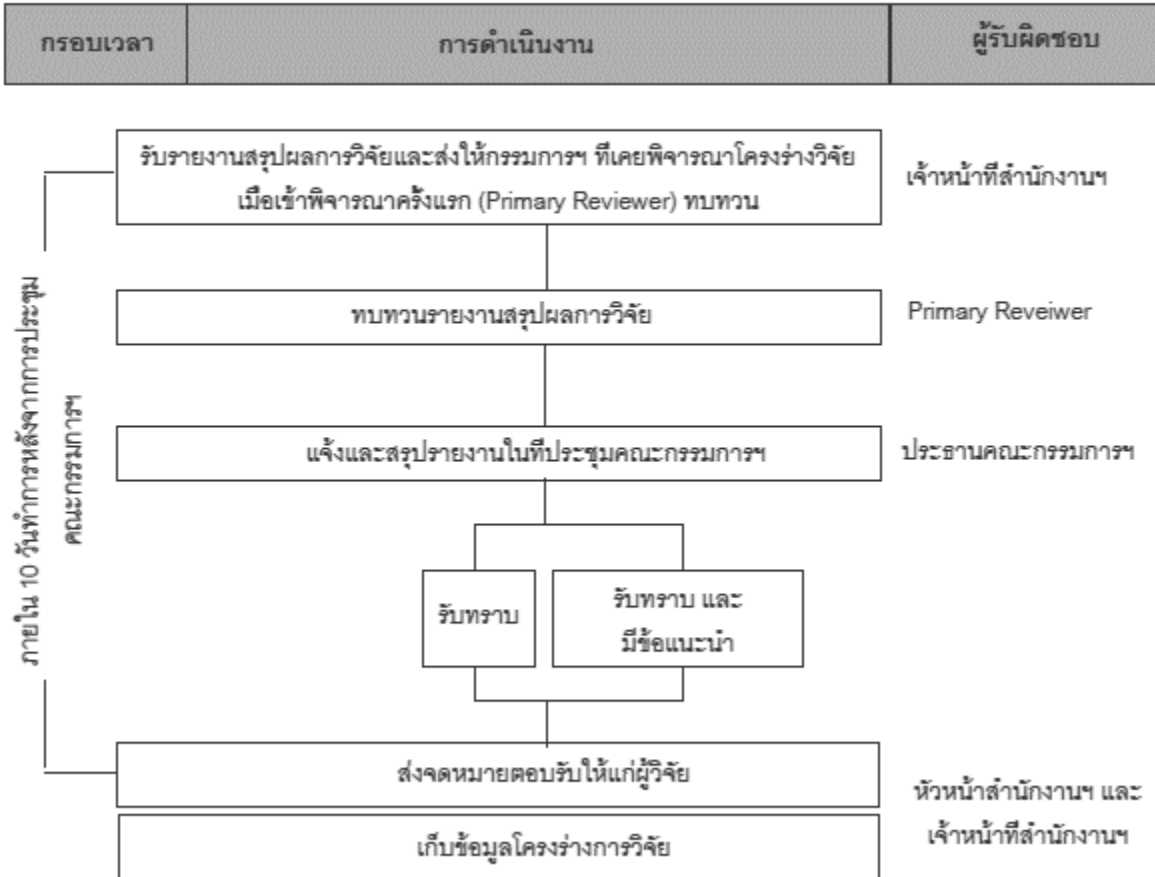 กรอบเวลา
การดำเนินงาน
ผู้รับผิดชอบ
รับรายงานสรุปผลการวิจัยและส่งให้กรรมการฯ ที่เคยพิจารณาโครงร่างวิจัย
เมื่อเข้าพิจารณาครั้งแรก (Primary Reviewer) ทบทวน
เจ้าหน้าที่สำนักงานฯ
ทบทวนรายงานสรุปผลการวิจัย
Primary Reveiwer
แจ้งและสรุปรายงานในที่ประชุมคณะกรรมการฯ
ประธานคณะกรรมการฯ
ภายใน 10 วันทำการหลังจากการประชุม
คณะกรรมการฯ
รับทราบ
รับทราบ และ
มีข้อแนะนำ
ส่งจดหมายตอบรับให้แก่ผู้วิจัย
เก็บข้อมูลโครงร่างการวิจัย
หัวหน้าสำนักงานฯ และ
เจ้าหน้าที่สำนักงานฯ